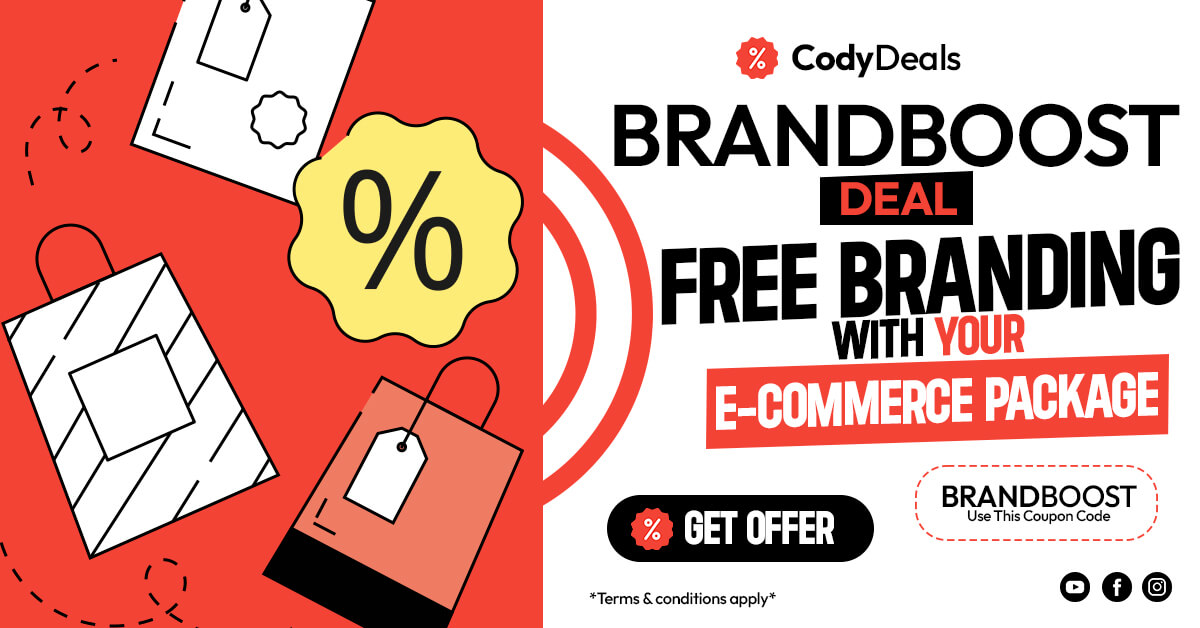 %
% CodyDeals
BRANDBOOST
DEAL
FREE BRANDING
WITH YOUR
E-COMMERCE PACKAGE
BRANDBOOST
Use This Coupon Code
% GET OFFER
*Terms & conditions apply*